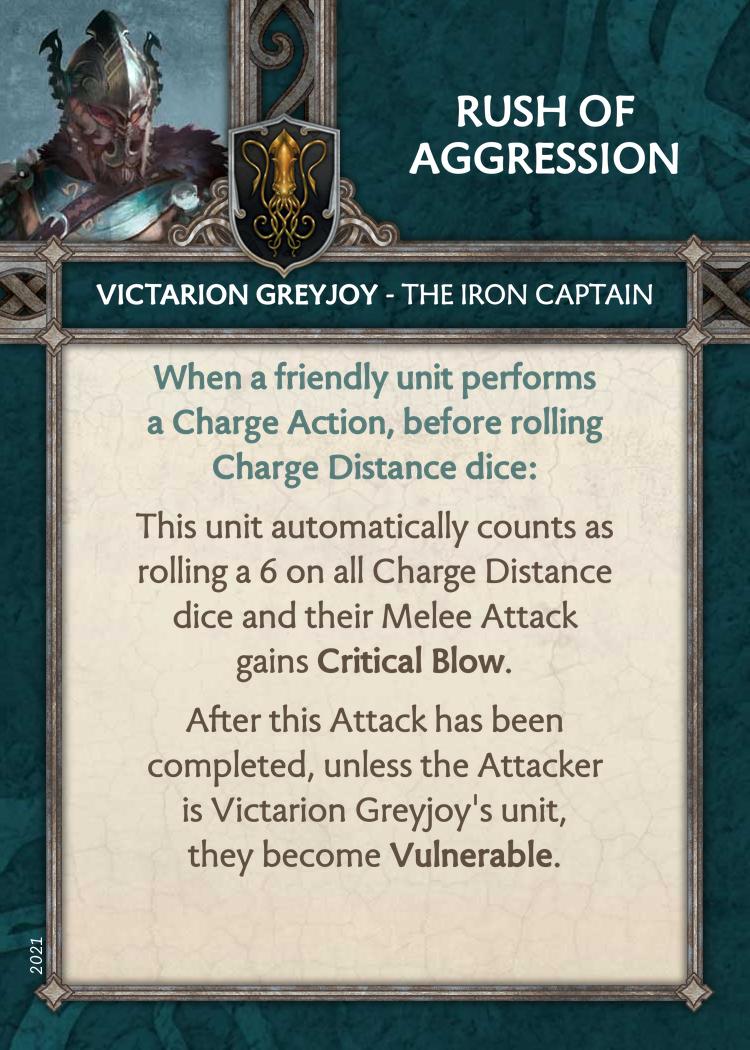 RUSH OF
AGGRESSION
VICTARION GREYJOY - THE IRON CAPTAIN
When a friendly unit performs
a Charge Action, before rolling
Charge Distance dice:
This unit automatically counts as
rolling a 6 on all Charge Distance
dice and their Melee Attack
gains Critical Blow.
After this Attack has been
completed, unless the Attacker
is Victarion Greyjoy's unit,
they become Vulnerable.
2021